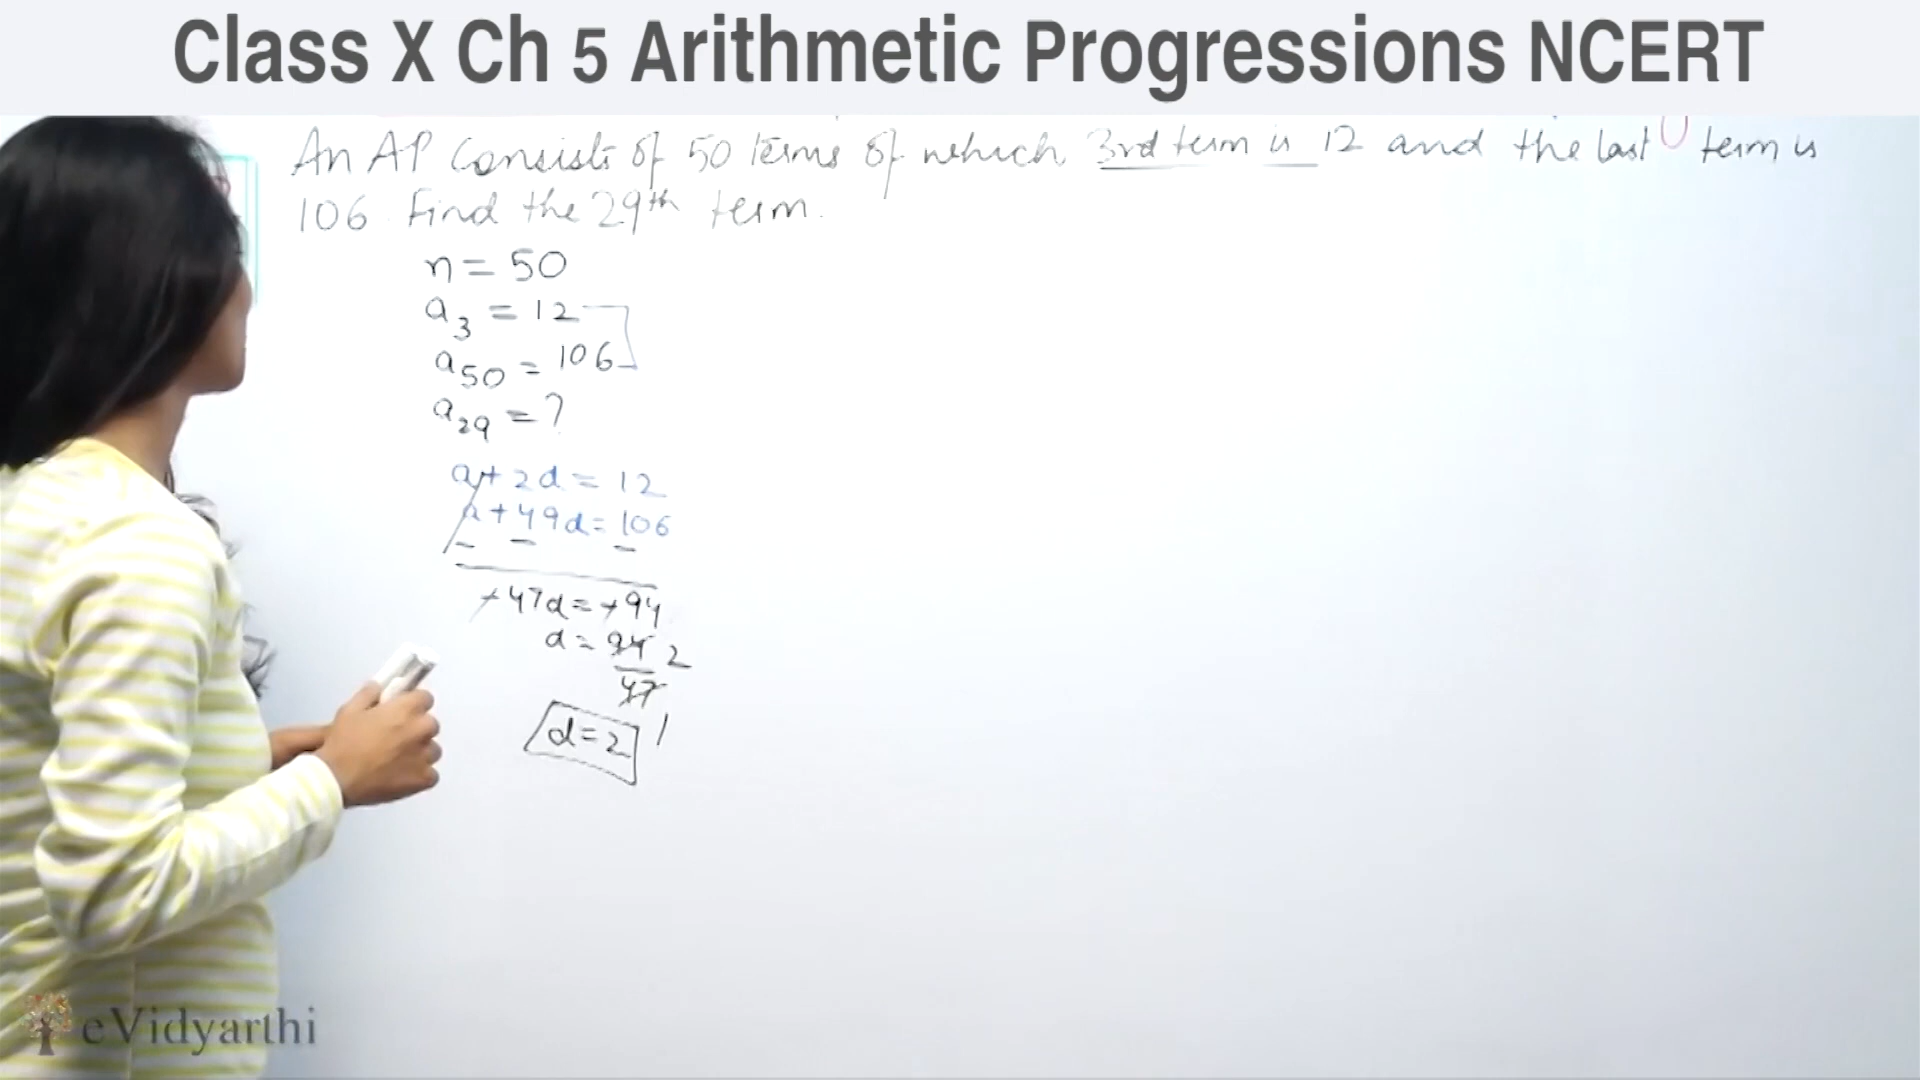 Class X Ch 5 Arithmetic Progressions NCERT
An AP consists of 50 terms of which 3rd term is 12 and the last term is
106. Find the 29th term.
n = 50
a3 = 12
a50 = 106
a29 = ?
a + 2d = 12
a + 49d = 106
- - -
+47d = +94
d = 94 2
47
d = 2 1
eVidyarthi